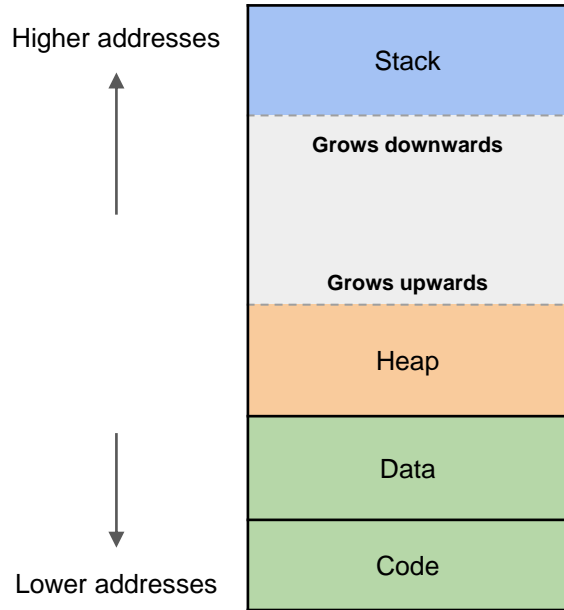 Higher addresses
Stack
Grows downwards
Grows upwards
Heap
Data
Code
Lower addresses